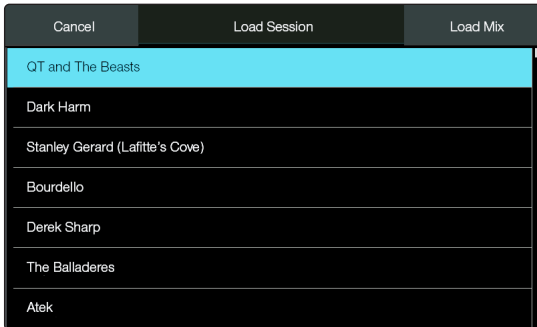 Cancel
Load Session
Load Mix
QT and The Beasts
Dark Harm
Stanley Gerard (Lafitte's Cove)
Bourdello
Derek Sharp
The Balladeres
Atek